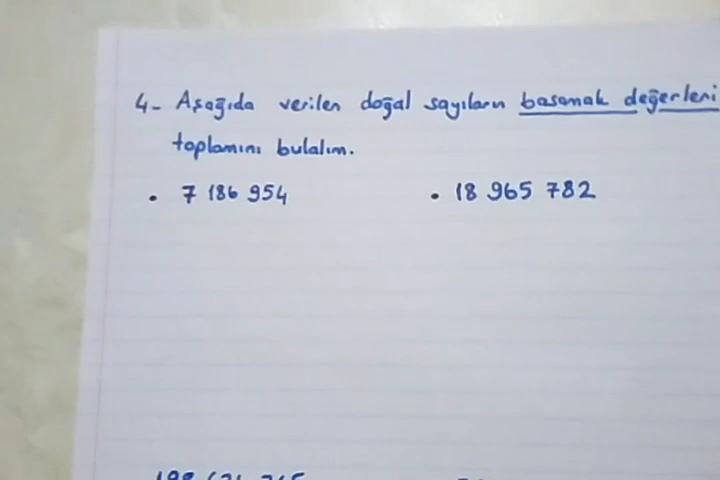 4- Aşağıda verilen doğal sayıların basamak değerleri
toplamını bulalım.
• 7 186 954 • 18 965 782